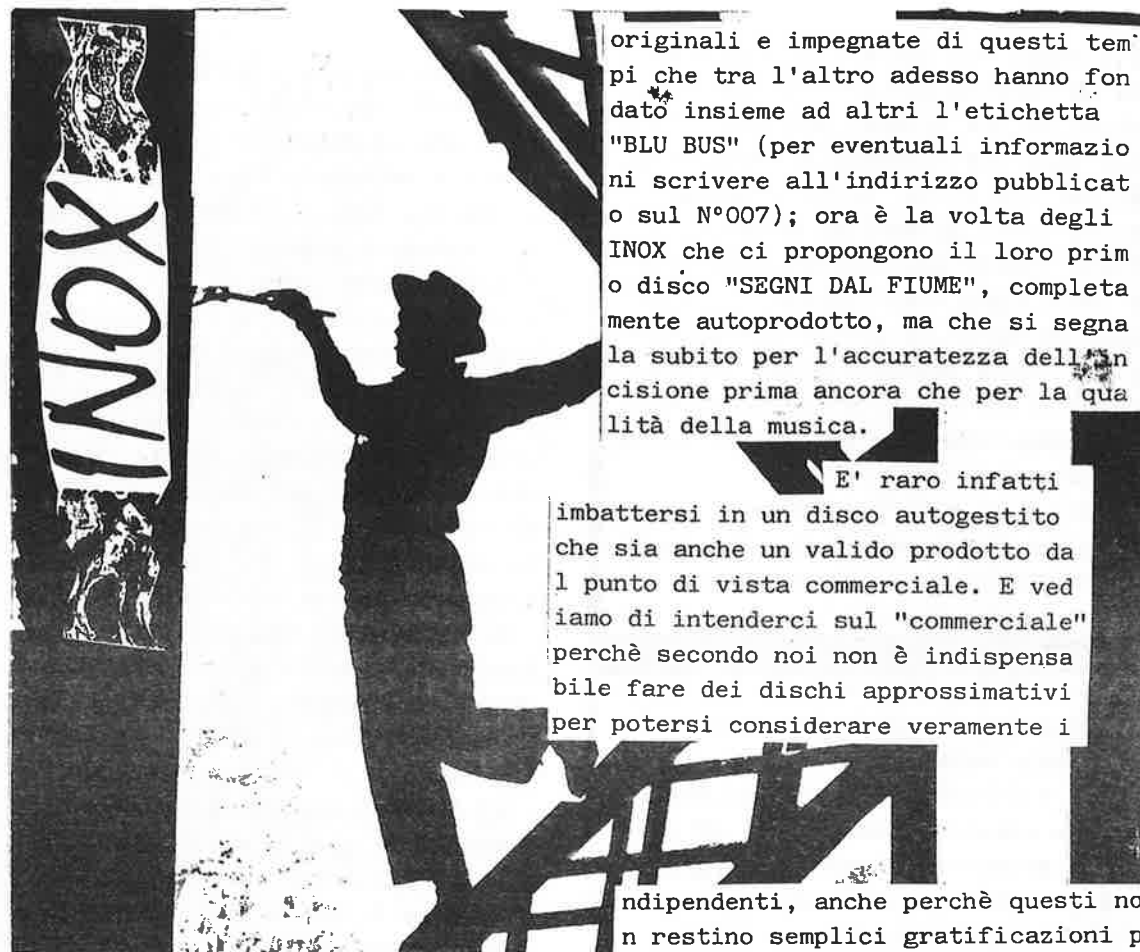 INOX
originali e impegnate di questi tem
pi che tra l'altro adesso hanno fon
dato insieme ad altri l'etichetta
"BLU BUS" (per eventuali informazio
ni scrivere all'indirizzo pubblicat
o sul N°007); ora è la volta degli
INOX che ci propongono il loro prim
o disco "SEGNI DAL FIUME", completa
mente autoprodotto, ma che si segna
la subito per l'accuratezza dell'in
cisione prima ancora che per la qua
lità della musica.
E' raro infatti
imbattersi in un disco autogestito
che sia anche un valido prodotto da
l punto di vista commerciale. E ved
iamo di intenderci sul "commerciale"
perchè secondo noi non è indispensa
bile fare dei dischi approssimativi
per potersi considerare veramente i
ndipendenti, anche perchè questi no
n restino semplici gratificazioni p